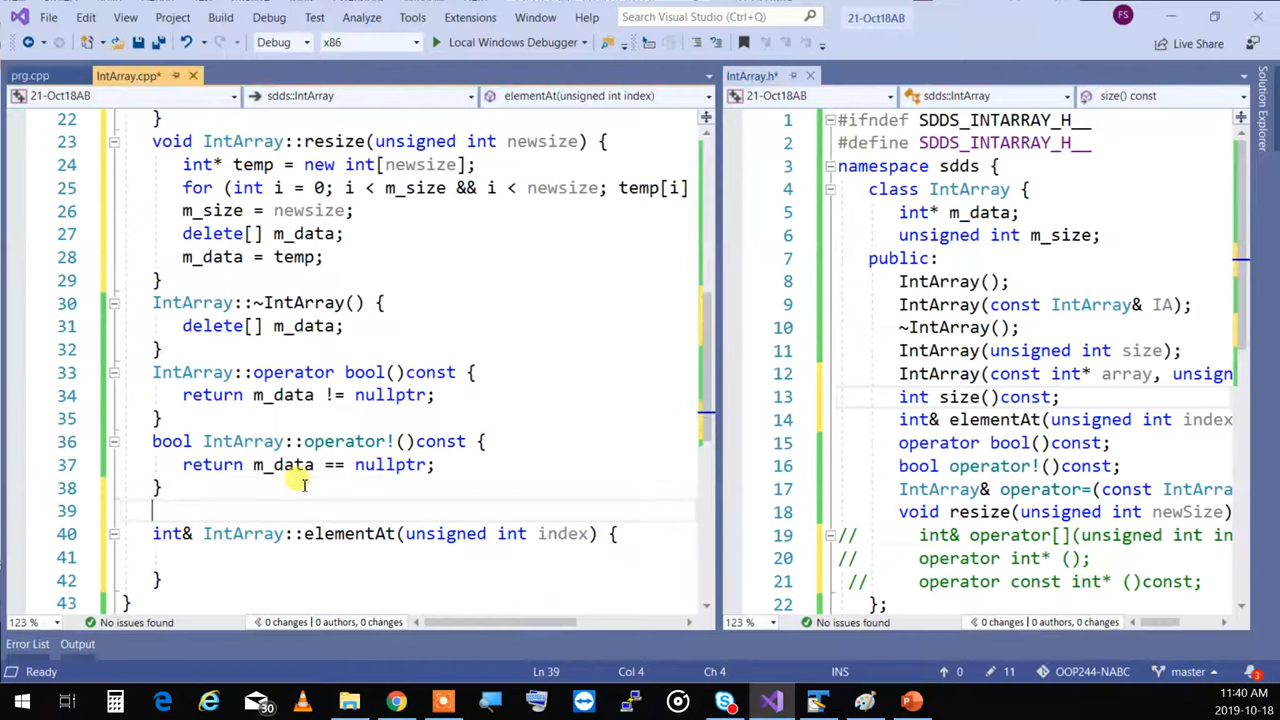 File Edit View Project Build Debug Test Analyze Tools Extensions Window Help Search Visual Studio (Ctrl+Q) 21-Oct18AB FS
Debug x86 Local Windows Debugger Live Share
prg.cpp IntArray.cpp* IntArray.h*
21-Oct18AB sdds::IntArray elementAt(unsigned int index) 21-Oct18AB sdds::IntArray size() const
Solution Explorer
22 }
23 void IntArray::resize(unsigned int newsize) {
24 int* temp = new int[newsize];
25 for (int i = 0; i < m_size && i < newsize; temp[i]
26 m_size = newsize;
27 delete[] m_data;
28 m_data = temp;
29 }
30 IntArray::~IntArray() {
31 delete[] m_data;
32 }
33 IntArray::operator bool()const {
34 return m_data != nullptr;
35 }
36 bool IntArray::operator!()const {
37 return m_data == nullptr;
38 }
39
40 int& IntArray::elementAt(unsigned int index) {
41
42 }
43 }
1 #ifndef SDDS_INTARRAY_H__
2 #define SDDS_INTARRAY_H__
3 namespace sdds {
4 class IntArray {
5 int* m_data;
6 unsigned int m_size;
7 public:
8 IntArray();
9 IntArray(const IntArray& IA);
10 ~IntArray();
11 IntArray(unsigned int size);
12 IntArray(const int* array, unsign
13 int size()const;
14 int& elementAt(unsigned int index
15 operator bool()const;
16 bool operator!()const;
17 IntArray& operator=(const IntArra
18 void resize(unsigned int newSize)
19 // int& operator[](unsigned int in
20 // operator int* ();
21 // operator const int* ()const;
22 };
123 % No issues found 0 changes | 0 authors, 0 changes 123 % No issues found 0 changes | 0 authors, 0 changes
Error List Output
Ready Ln 39 Col 4 Ch 4 INS 0 11 OOP244-NABC master 3
30
11:40 AM
2019-10-18